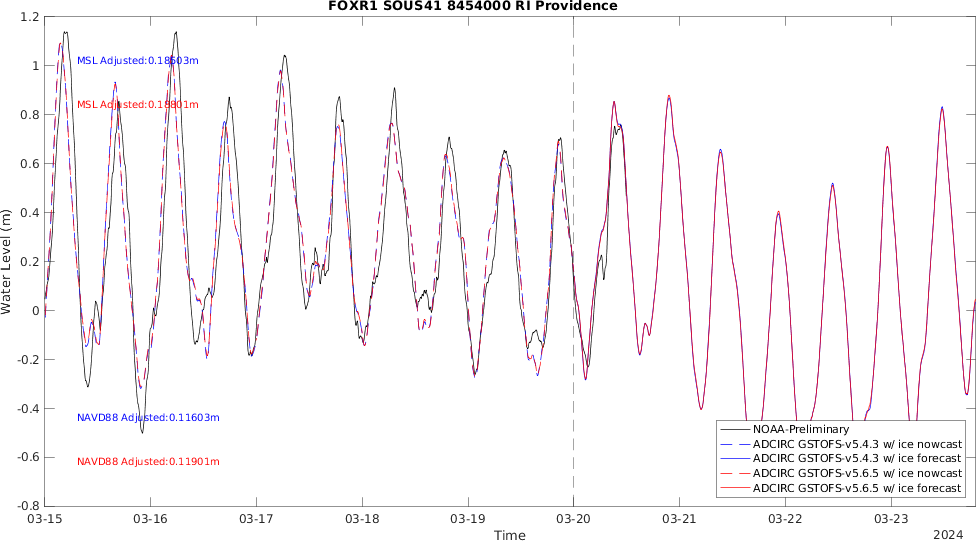 FOXR1 SOUS41 8454000 RI Providence
1.2
1
0.8
0.6
0.4
0.2
0
-0.2
-0.4
-0.6
-0.8
Water Level (m)
MSL Adjusted:0.18503m
MSL Adjusted:0.18801m
NAVD88 Adjusted:0.11603m
NAVD88 Adjusted:0.11901m
NOAA-Preliminary
ADCIRC GSTOFS-v5.4.3 w/ ice nowcast
ADCIRC GSTOFS-v5.4.3 w/ ice forecast
ADCIRC GSTOFS-v5.6.5 w/ ice nowcast
ADCIRC GSTOFS-v5.6.5 w/ ice forecast
03-15 03-16 03-17 03-18 03-19 03-20 03-21 03-22 03-23
Time
2024